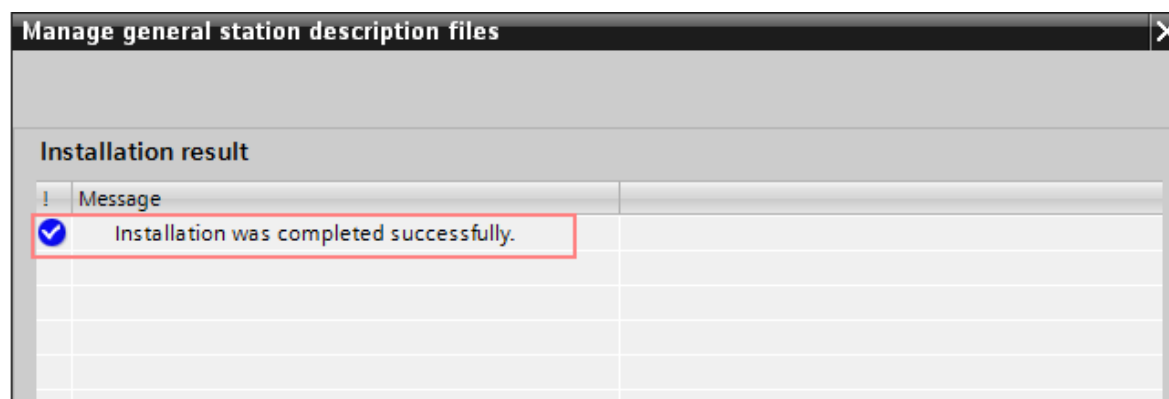 Manage general station description files
Installation result
! Message
Installation was completed successfully.